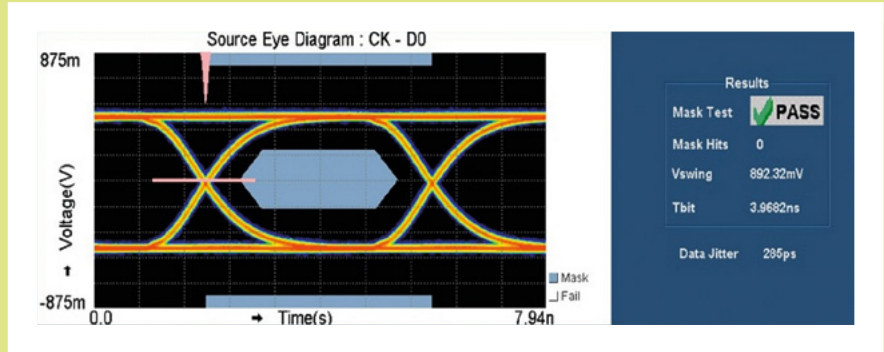 Source Eye Diagram : CK - D0
875m
Voltage(V)
-875m
0.0
Time(s)
7.94n
Mask
Fail
Results
Mask Test PASS
Mask Hits 0
Vswing 892.32mV
Tbit 3.9682ns
Data Jitter 285ps